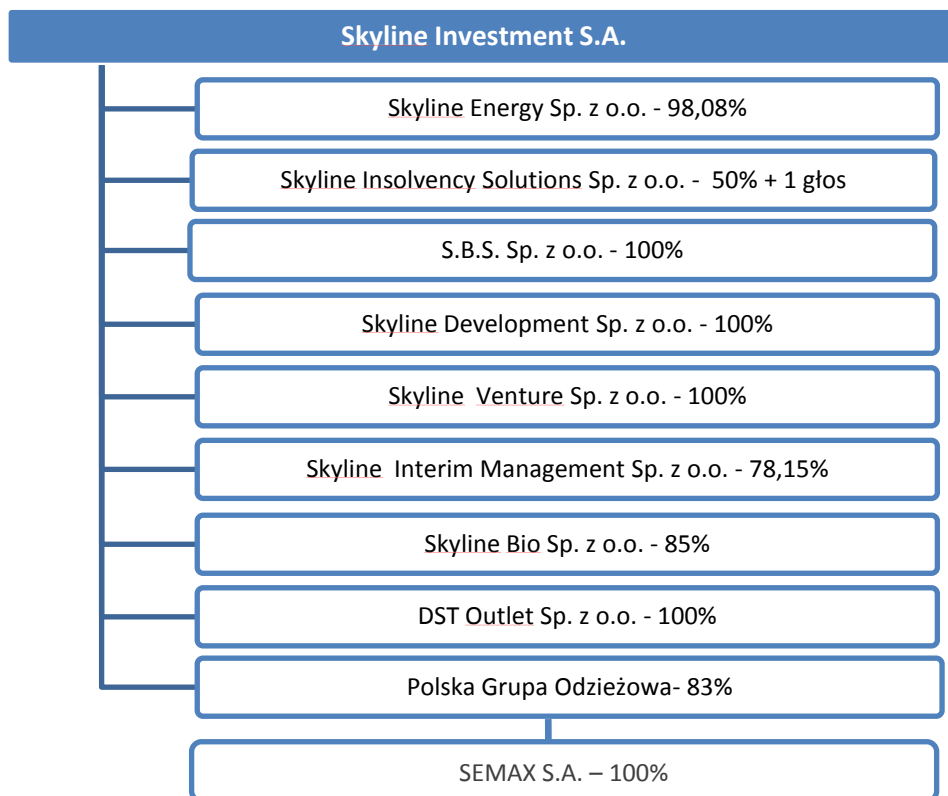 Skyline Investment S.A.
Skyline Energy Sp. z o.o. - 98,08%
Skyline Insolvency Solutions Sp. z o.o. - 50% + 1 głos
S.B.S. Sp. z o.o. - 100%
Skyline Development Sp. z o.o. - 100%
Skyline Venture Sp. z o.o. - 100%
Skyline Interim Management Sp. z o.o. - 78,15%
Skyline Bio Sp. z o.o. - 85%
DST Outlet Sp. z o.o. - 100%
Polska Grupa Odzieżowa- 83%
SEMAX S.A. – 100%